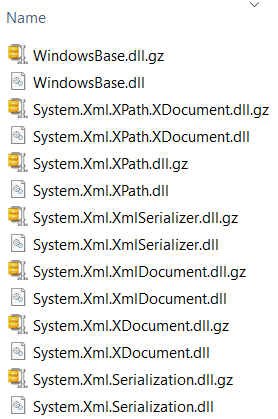 Name
WindowsBase.dll.gz
WindowsBase.dll
System.Xml.XPath.XDocument.dll.gz
System.Xml.XPath.XDocument.dll
System.Xml.XPath.dll.gz
System.Xml.XPath.dll
System.Xml.XmlSerializer.dll.gz
System.Xml.XmlSerializer.dll
System.Xml.XmlDocument.dll.gz
System.Xml.XmlDocument.dll
System.Xml.XDocument.dll.gz
System.Xml.XDocument.dll
System.Xml.Serialization.dll.gz
System.Xml.Serialization.dll